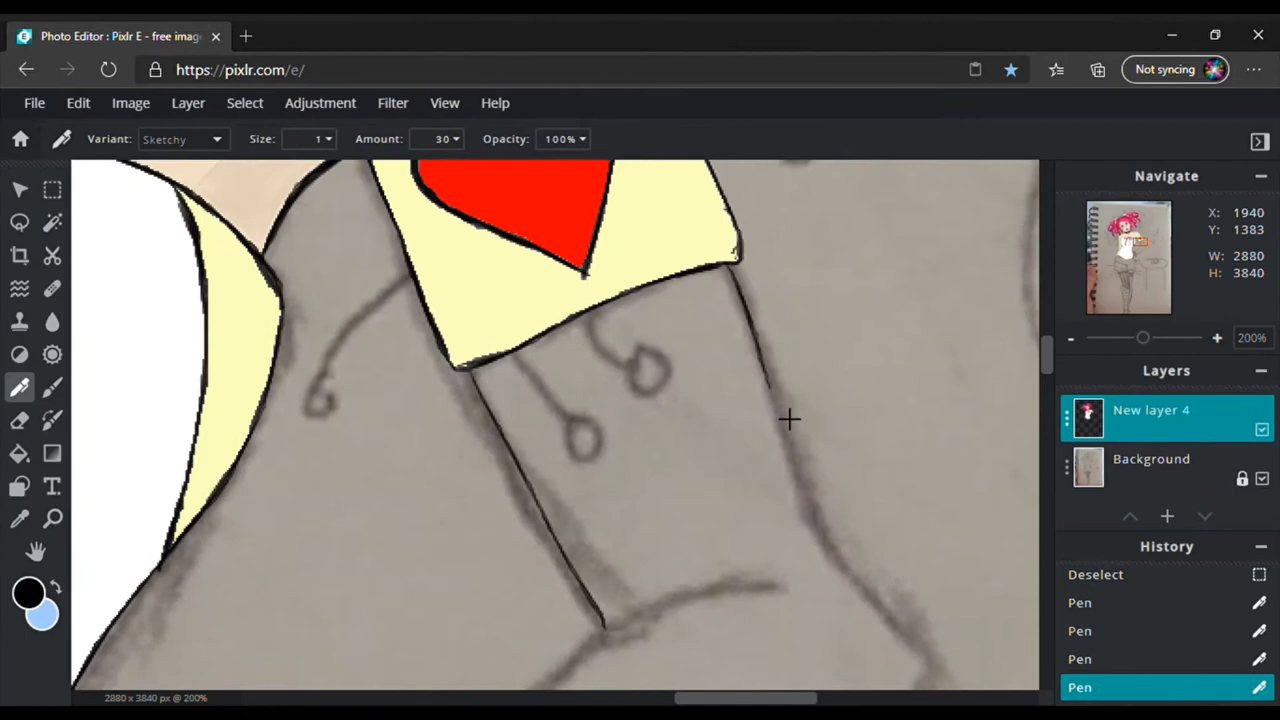 Photo Editor : Pixlr E - free imag
https://pixlr.com/e/
Not syncing
File Edit Image Layer Select Adjustment Filter View Help
Variant: Sketchy Size: 1 Amount: 30 Opacity: 100%
Navigate
X: 1940
Y: 1383
W: 2880
H: 3840
200%
Layers
New layer 4
Background
History
Deselect
Pen
Pen
Pen
Pen
2880 x 3840 px @ 200%